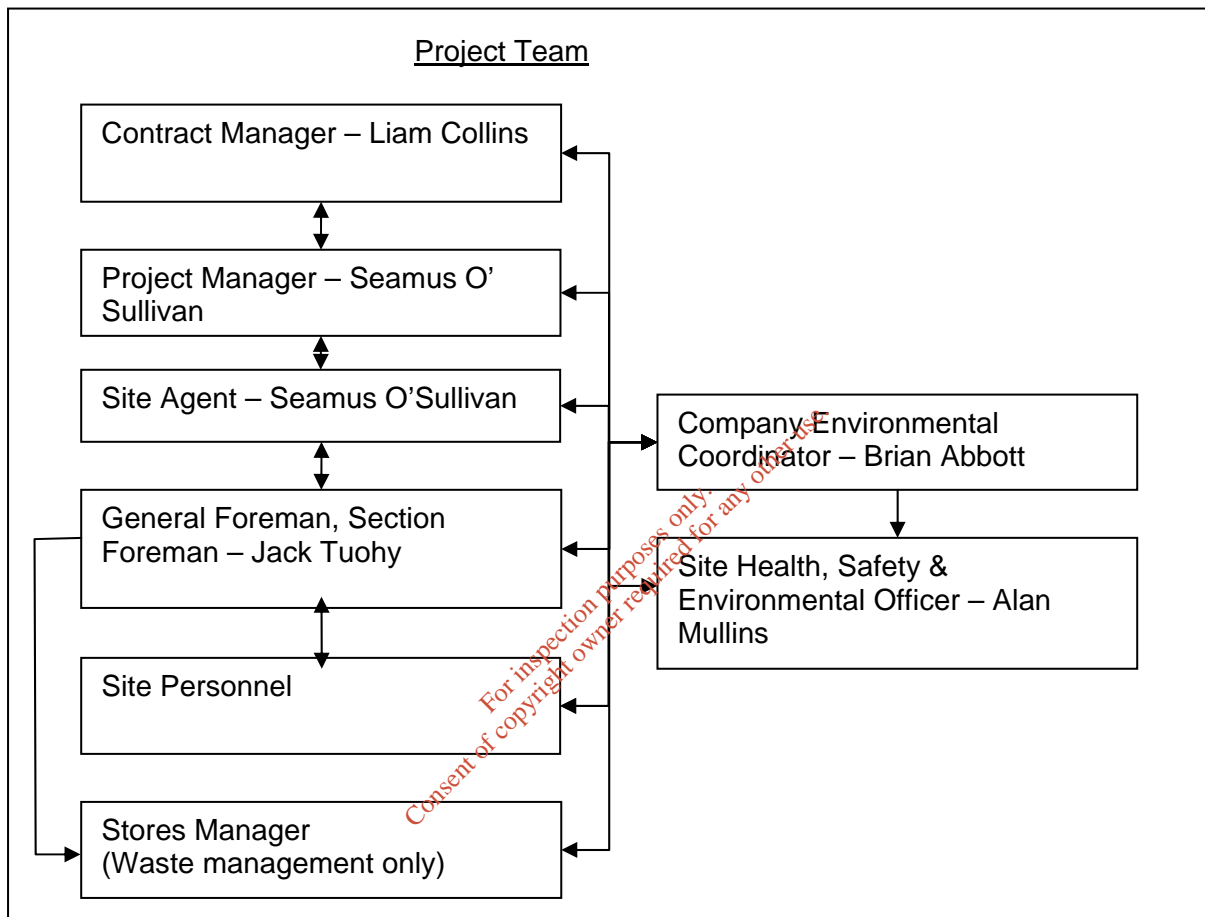 Project Team
Contract Manager – Liam Collins
Project Manager – Seamus O'
Sullivan
Site Agent – Seamus O'Sullivan
General Foreman, Section
Foreman – Jack Tuohy
Site Personnel
Stores Manager
(Waste management only)
Company Environmental
Coordinator – Brian Abbott
Site Health, Safety &
Environmental Officer – Alan
Mullins
For inspection purposes only.
Consent of copyright owner required for any other use.